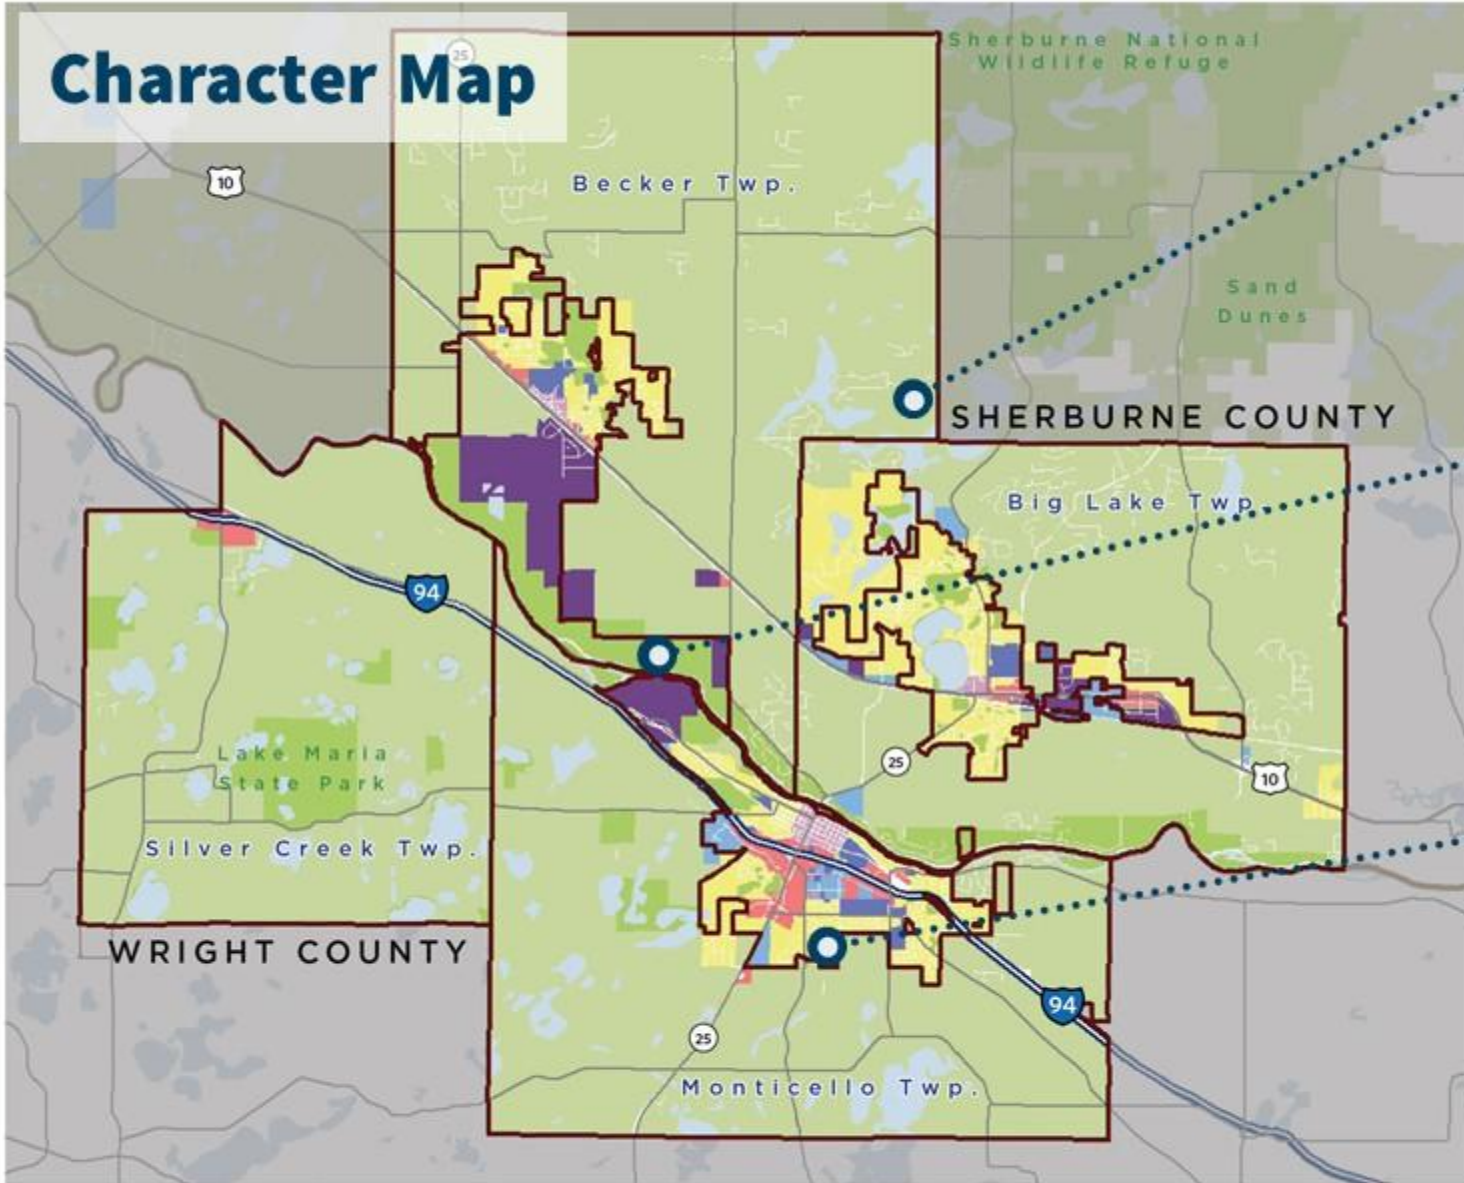 Character Map
25
Sherburne National
Wildlife Refuge
10
Becker Twp.
Sand
Dunes
SHERBURNE COUNTY
Big Lake Twp.
94
Lake Maria
State Park
25
10
Silver Creek Twp.
WRIGHT COUNTY
94
25
Monticello Twp.